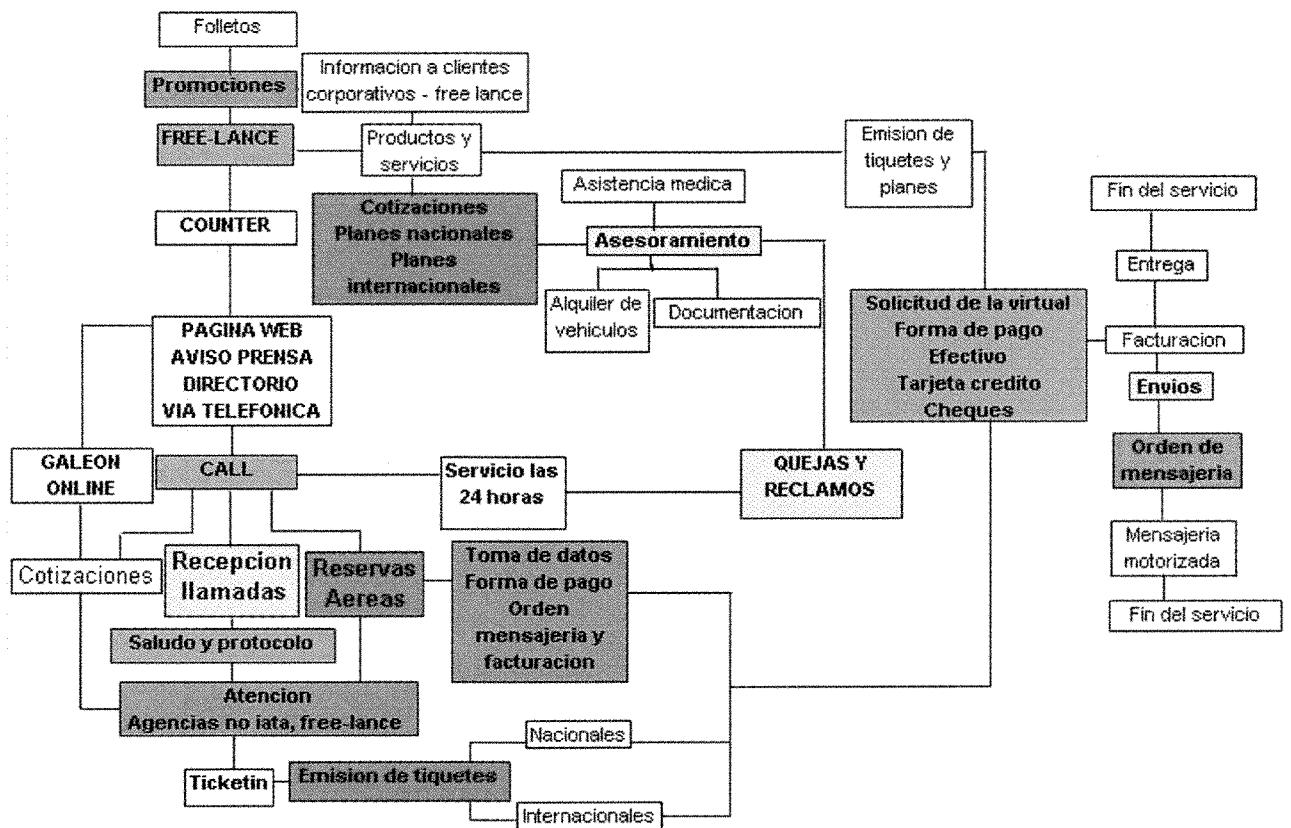 Folletos
Promociones
Informacion a clientes
corporativos - free lance
FREE-LANCE
Productos y
servicios
Emision de
tiquetes y
planes
Asistencia medica
Fin del servicio
COUNTER
Cotizaciones
Planes nacionales
Planes
internacionales
Asesoramiento
Entrega
Alquiler de
vehiculos
Documentacion
Solicitud de la virtual
Forma de pago
Efectivo
Tarjeta credito
Cheques
Facturacion
PAGINA WEB
AVISO PRENSA
DIRECTORIO
VIA TELEFONICA
Envios
GALEON
ONLINE
CALL
Servicio las
24 horas
QUEJAS Y
RECLAMOS
Orden de
mensajeria
Cotizaciones
Recepcion
llamadas
Reservas
Aereas
Toma de datos
Forma de pago
Orden
mensajeria y
facturacion
Mensajeria
motorizada
Fin del servicio
Saludo y protocolo
Atencion
Agencias no iata, free-lance
Nacionales
Ticketin
Emision de tiquetes
Internacionales